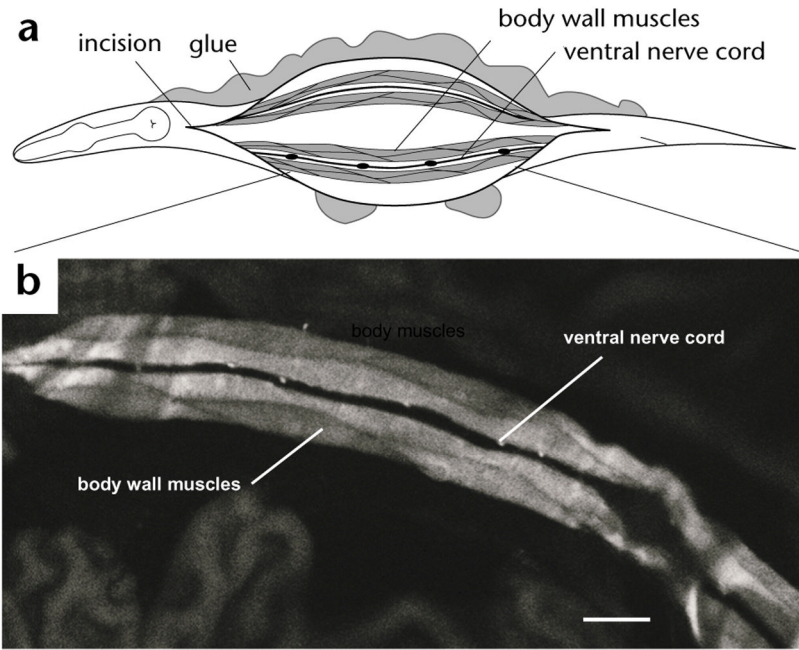 a
body wall muscles
ventral nerve cord
incision
glue
b
body muscles
ventral nerve cord
body wall muscles